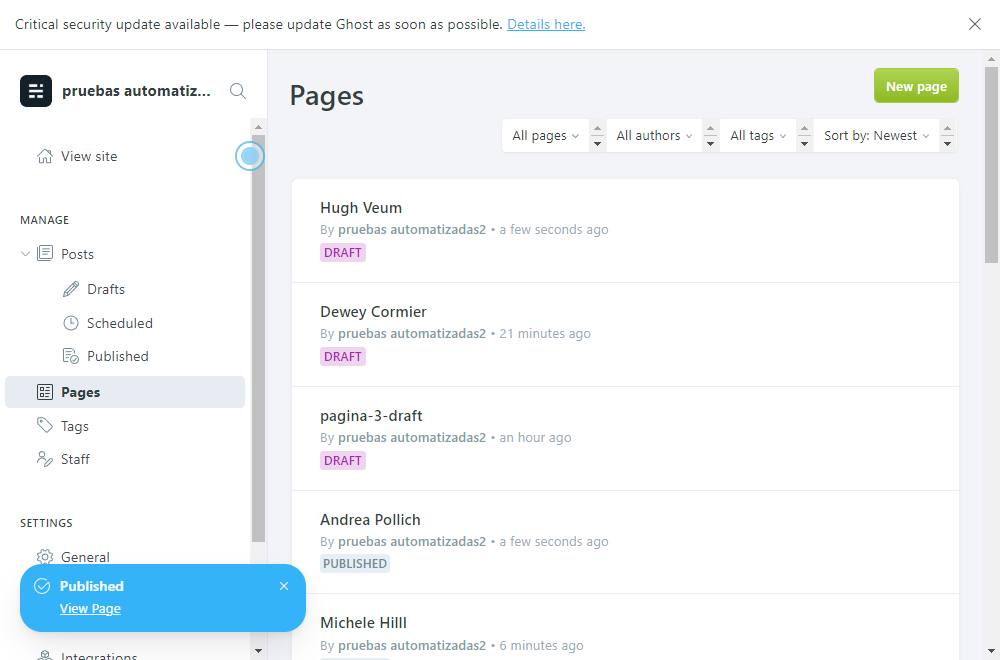 Critical security update available — please update Ghost as soon as possible. Details here.
pruebas automatiz...
View site
MANAGE
Posts
Drafts
Scheduled
Published
Pages
Tags
Staff
SETTINGS
General
Published
View Page
Integrations
Pages
New page
All pages
All authors
All tags
Sort by: Newest
Hugh Veum
By pruebas automatizadas2 • a few seconds ago
DRAFT
Dewey Cormier
By pruebas automatizadas2 • 21 minutes ago
DRAFT
pagina-3-draft
By pruebas automatizadas2 • an hour ago
DRAFT
Andrea Pollich
By pruebas automatizadas2 • a few seconds ago
PUBLISHED
Michele Hilll
By pruebas automatizadas2 • 6 minutes ago